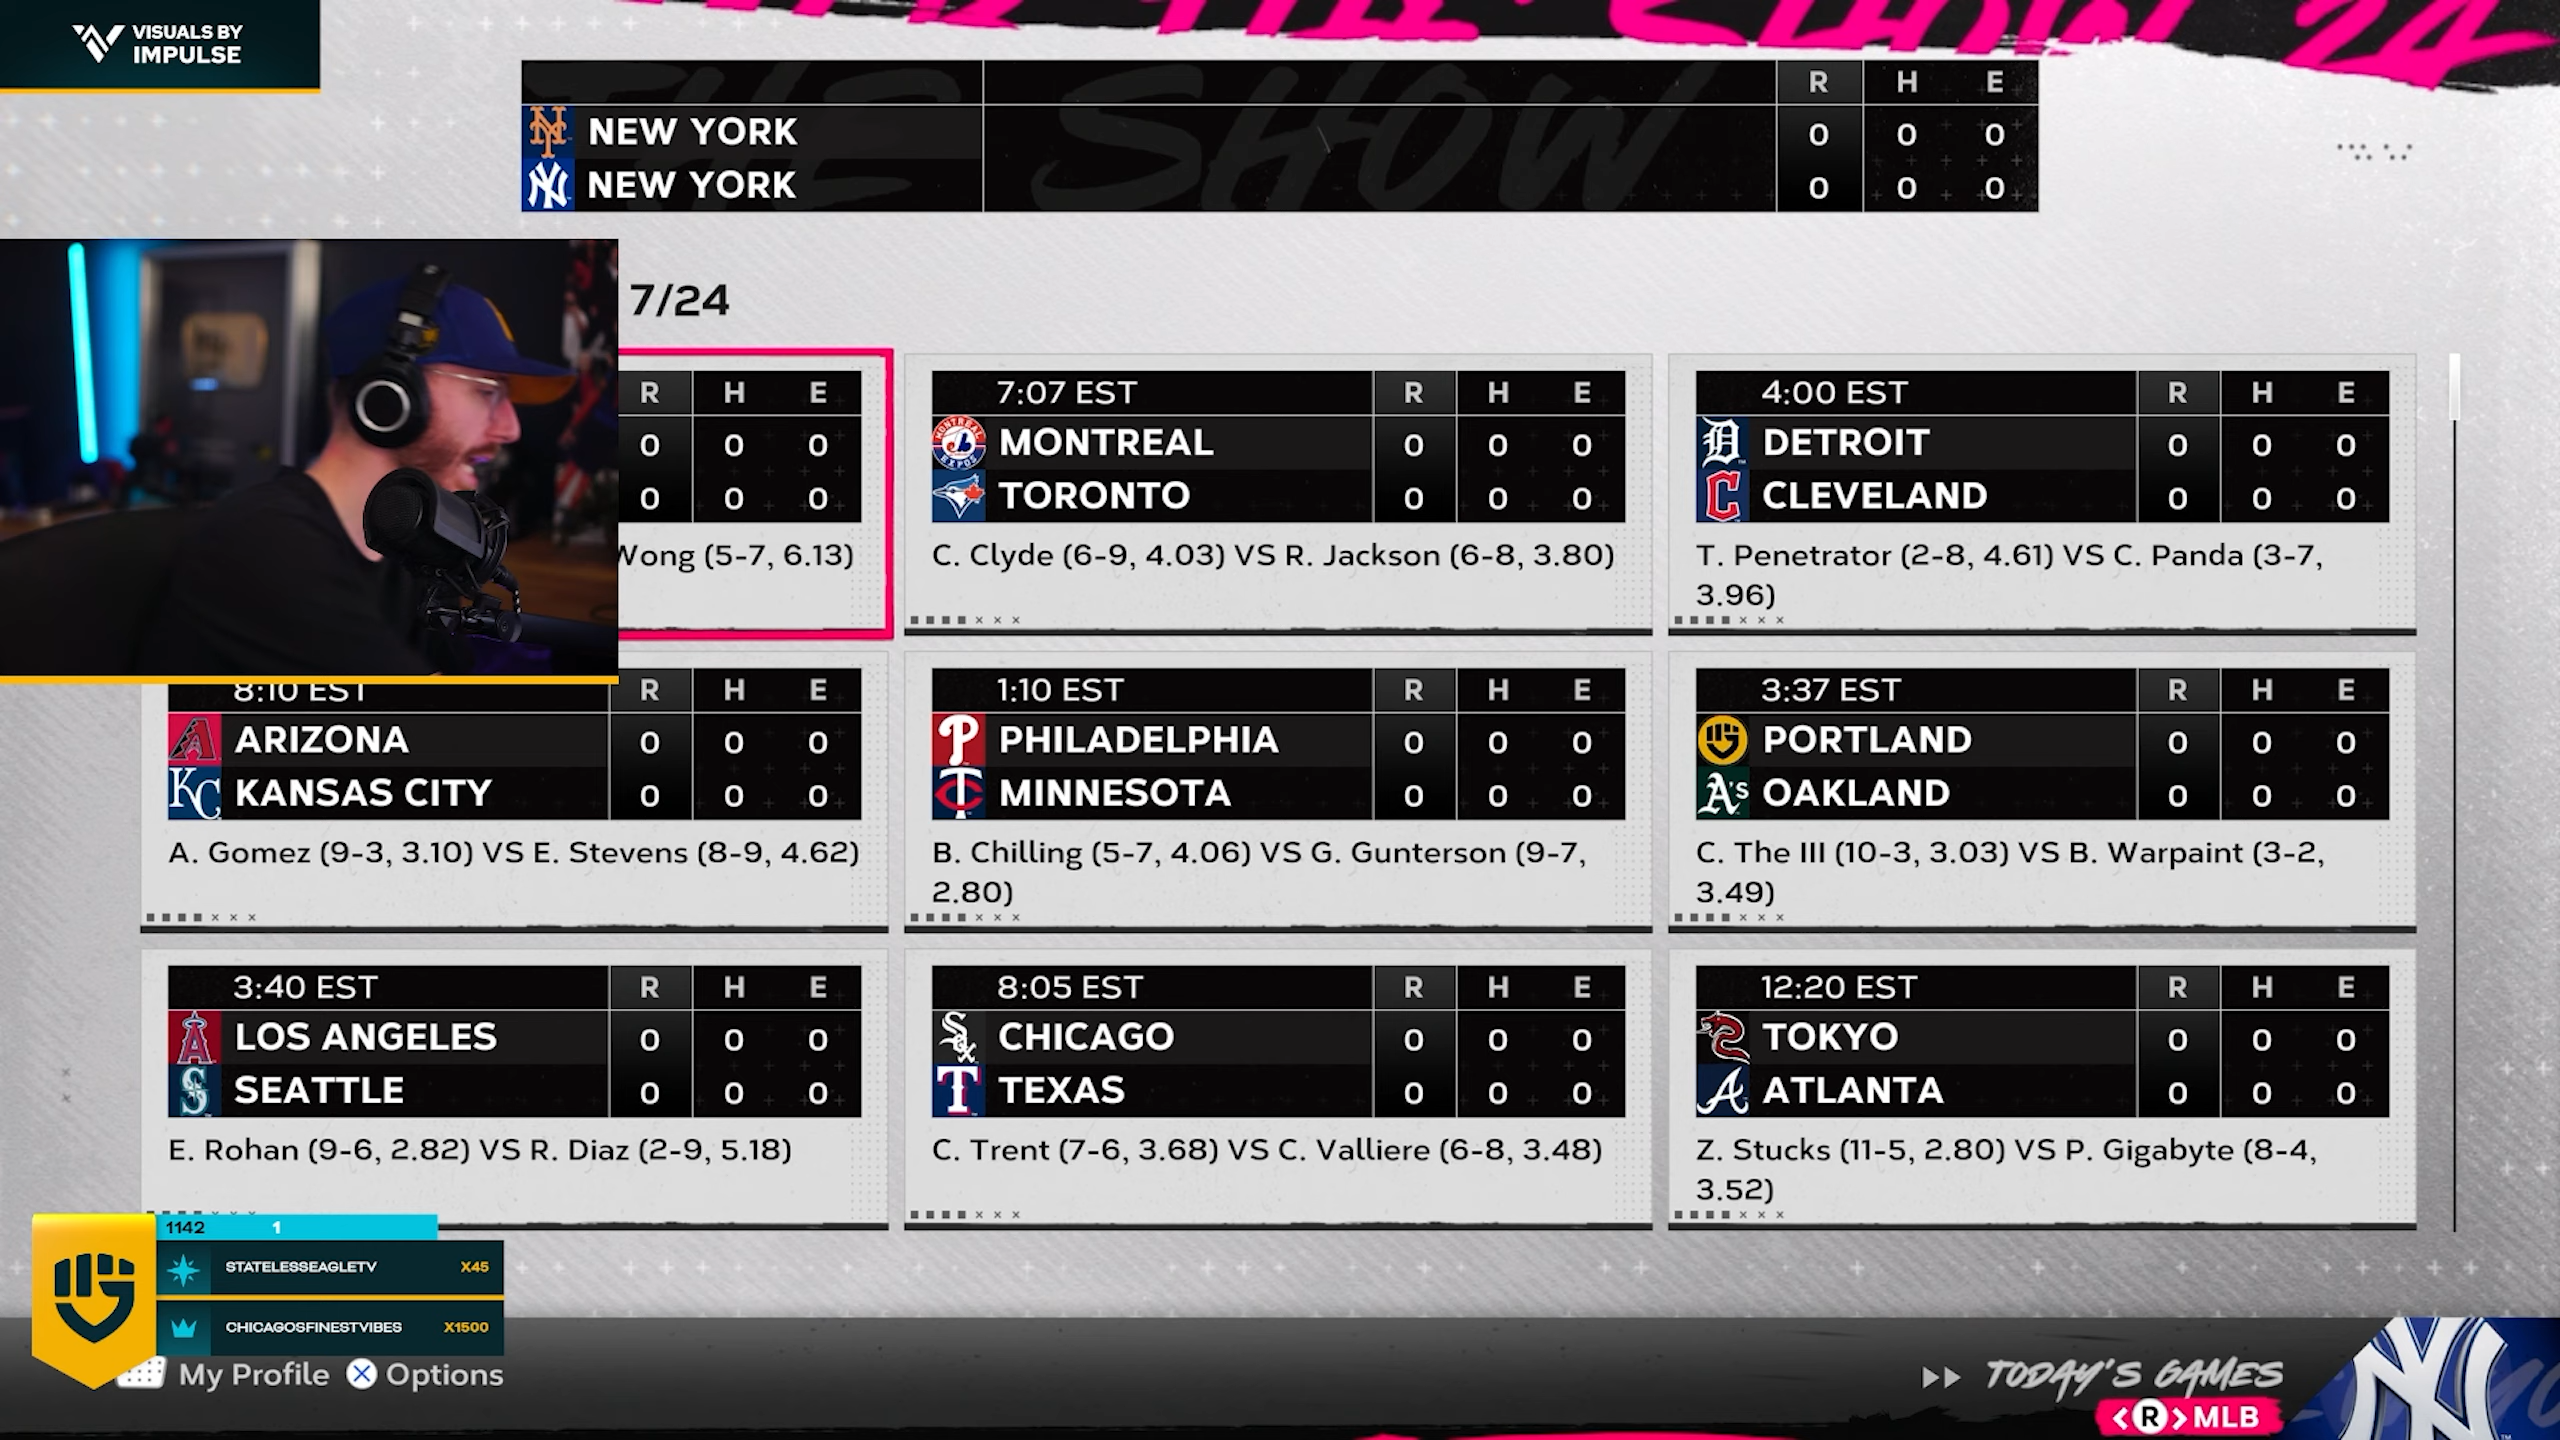 VISUALS BY
IMPULSE
THE SHOW 24
THE SHOW
R H E
NEW YORK 0 0 0
NEW YORK 0 0 0
7/24
R H E
0 0 0
0 0 0
Wong (5-7, 6.13)
7:07 EST R H E
MONTREAL 0 0 0
TORONTO 0 0 0
C. Clyde (6-9, 4.03) VS R. Jackson (6-8, 3.80)
4:00 EST R H E
DETROIT 0 0 0
CLEVELAND 0 0 0
T. Penetrator (2-8, 4.61) VS C. Panda (3-7,
3.96)
8:10 EST R H E
ARIZONA 0 0 0
KANSAS CITY 0 0 0
A. Gomez (9-3, 3.10) VS E. Stevens (8-9, 4.62)
1:10 EST R H E
PHILADELPHIA 0 0 0
MINNESOTA 0 0 0
B. Chilling (5-7, 4.06) VS G. Gunterson (9-7,
2.80)
3:37 EST R H E
PORTLAND 0 0 0
OAKLAND 0 0 0
C. The III (10-3, 3.03) VS B. Warpaint (3-2,
3.49)
3:40 EST R H E
LOS ANGELES 0 0 0
SEATTLE 0 0 0
E. Rohan (9-6, 2.82) VS R. Diaz (2-9, 5.18)
8:05 EST R H E
CHICAGO 0 0 0
TEXAS 0 0 0
C. Trent (7-6, 3.68) VS C. Valliere (6-8, 3.48)
12:20 EST R H E
TOKYO 0 0 0
ATLANTA 0 0 0
Z. Stucks (11-5, 2.80) VS P. Gigabyte (8-4,
3.52)
1142 1
STATELESSEAGLETV X45
CHICAGOSFINESTVIBES X1500
My Profile Options
TODAY'S GAMES
R MLB